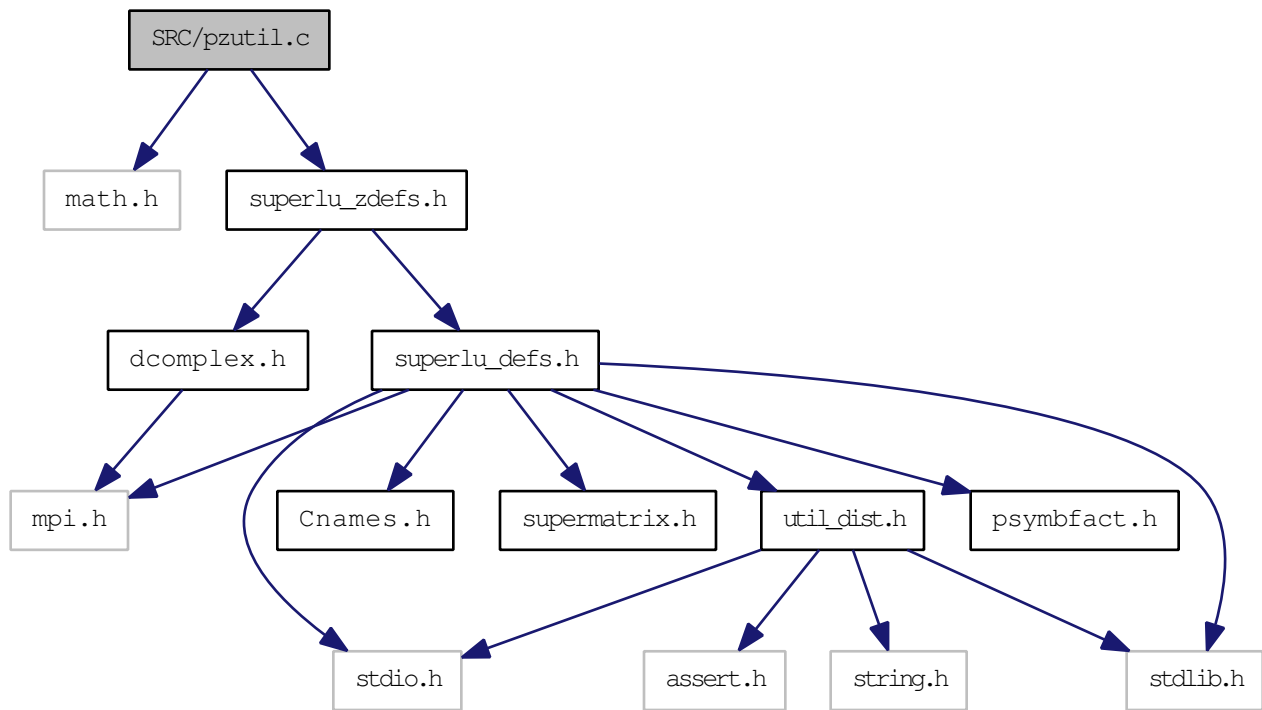 SRC/pzutil.c
math.h
superlu_zdefs.h
dcomplex.h
superlu_defs.h
mpi.h
Cnames.h
supermatrix.h
util_dist.h
psymbfact.h
stdio.h
assert.h
string.h
stdlib.h